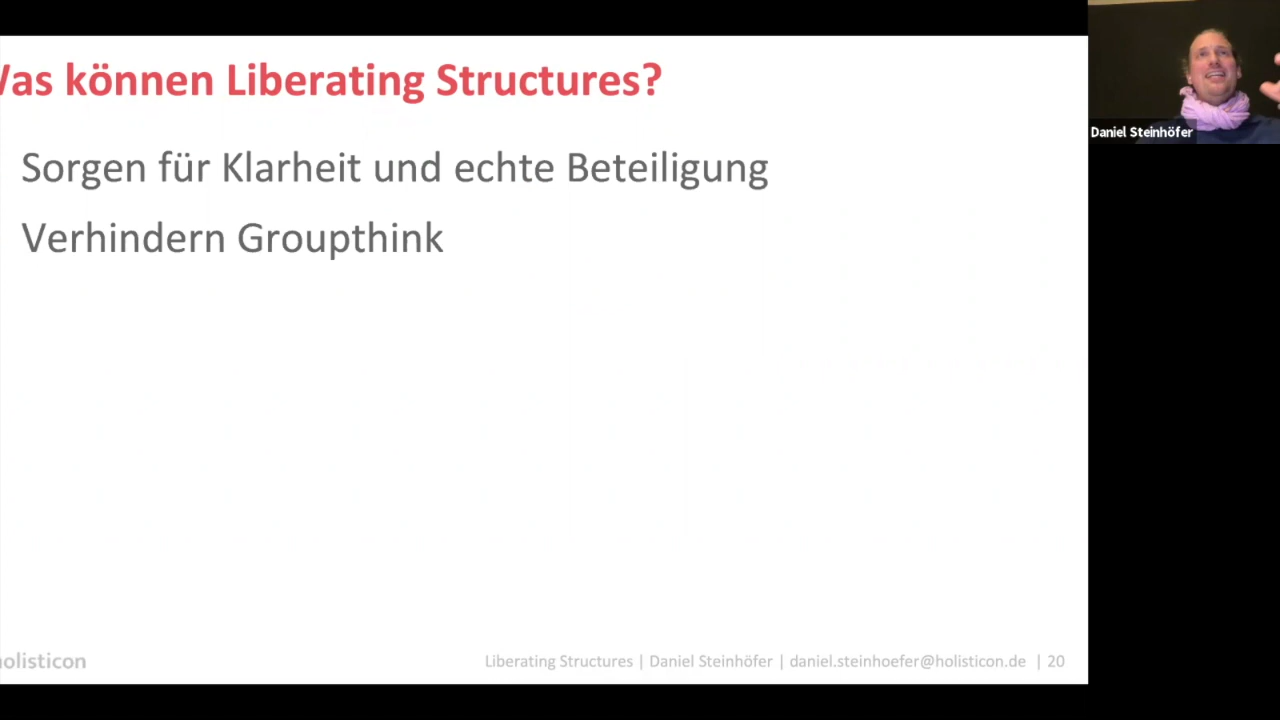 Was können Liberating Structures?
Sorgen für Klarheit und echte Beteiligung
Verhindern Groupthink
holisticon
Liberating Structures | Daniel Steinhöfer | daniel.steinhoefer@holisticon.de | 20
Daniel Steinhöfer